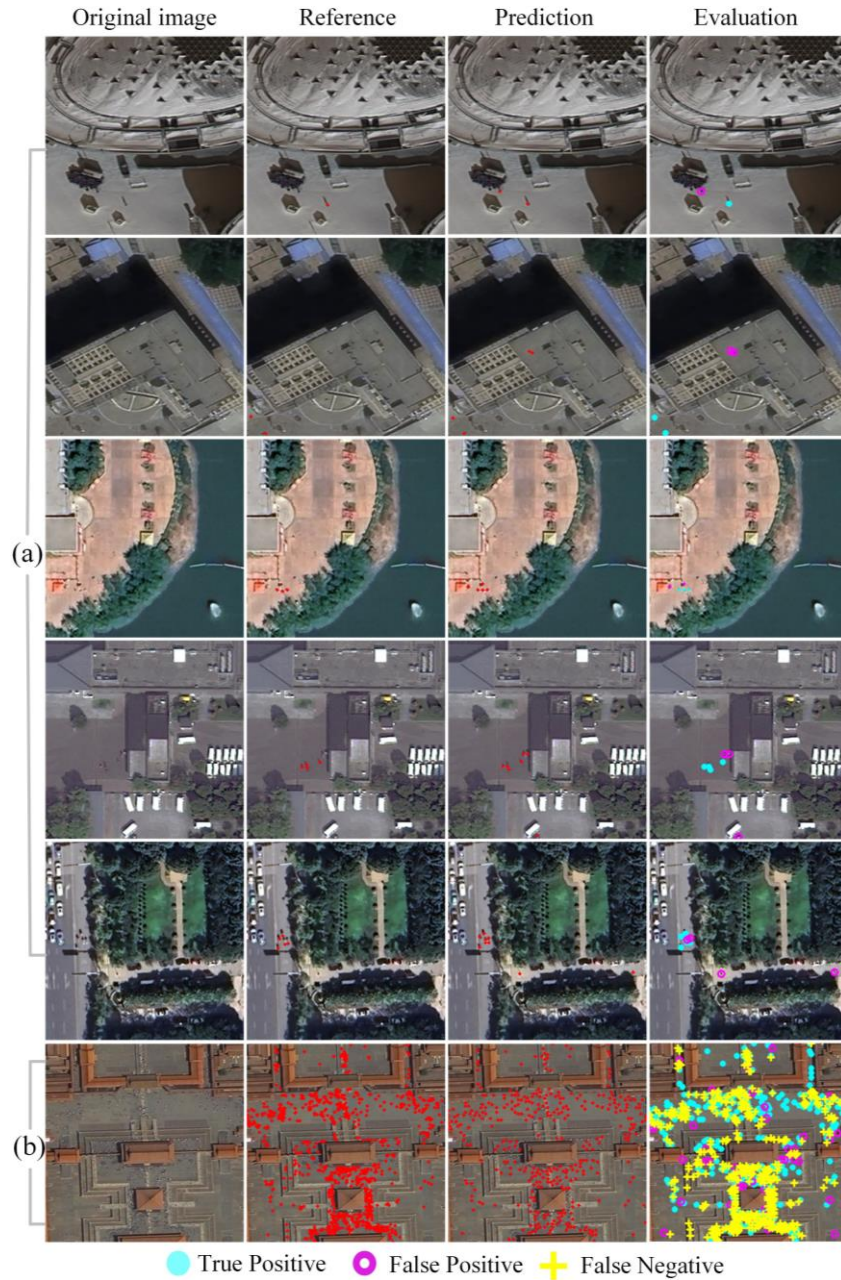 Original image Reference Prediction Evaluation
(a)
(b)
True Positive False Positive False Negative